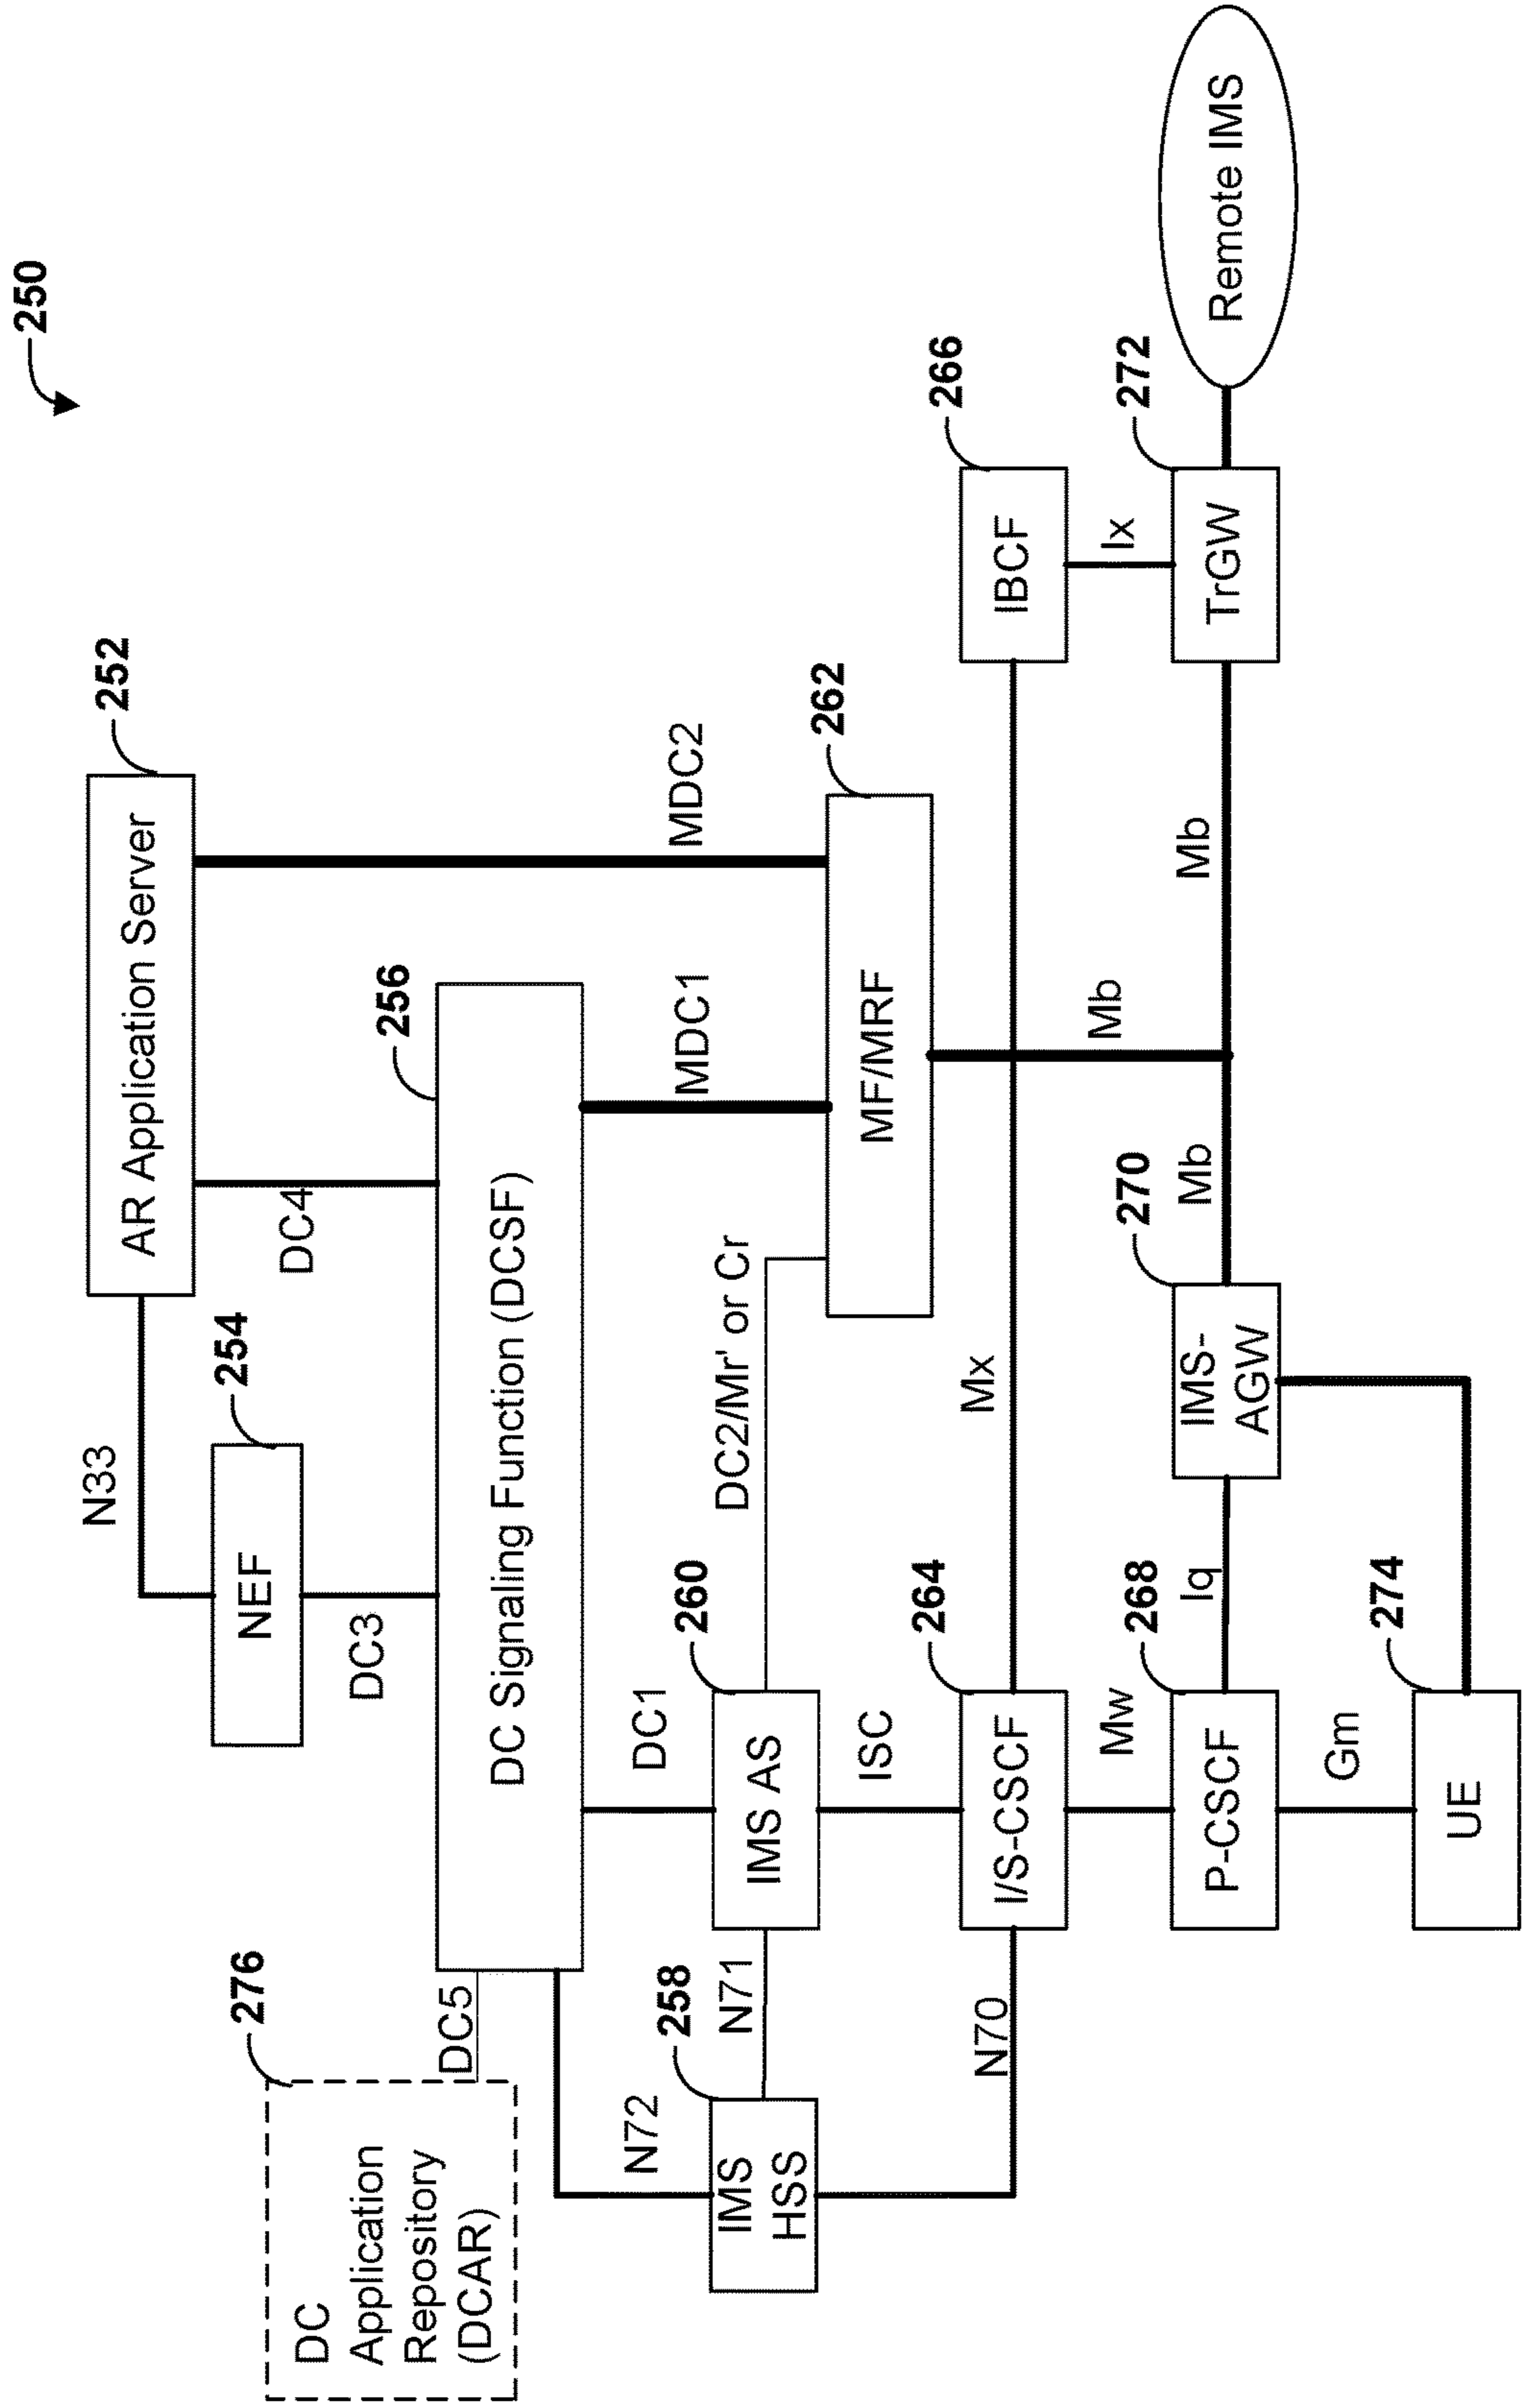 250
252
AR Application Server
N33
254
NEF
DC3
DC4
256
DC Signaling Function (DCSF)
276
DC
Application
Repository
(DCAR)
DC5
N72
258
IMS
HSS
N71
N70
DC1
260
IMS AS
DC2/Mr' or Cr
MDC1
MDC2
262
MF/MRF
ISC
264
I/S-CSCF
Mx
266
IBCF
Ix
Mb
Mw
268
P-CSCF
Iq
270
IMS-
AGW
Mb
Mb
272
TrGW
Remote IMS
Gm
274
UE